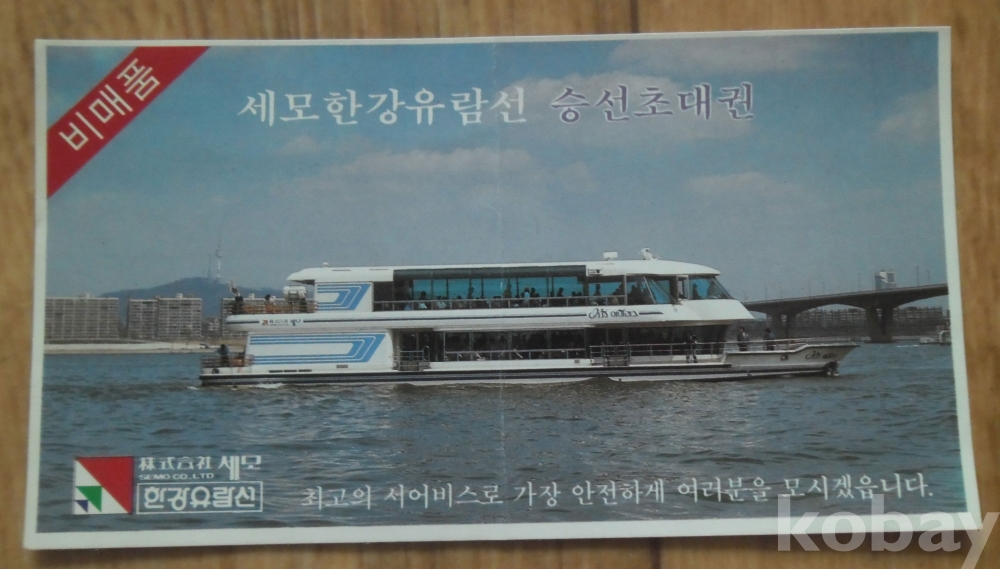 비매품
세모한강유람선 승선초대권
株式会社 세모
SEMO CO., LTD
한강유람선
최고의 서어비스로 가장 안전하게 여러분을 모시겠읍니다.
kobay